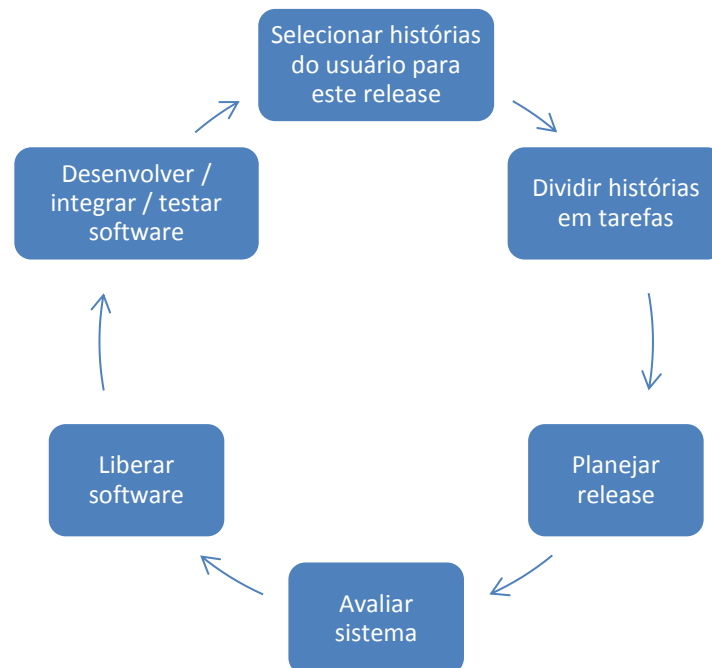 Selecionar histórias
do usuário para
este release
Dividir histórias
em tarefas
Planejar
release
Avaliar
sistema
Liberar
software
Desenvolver /
integrar / testar
software